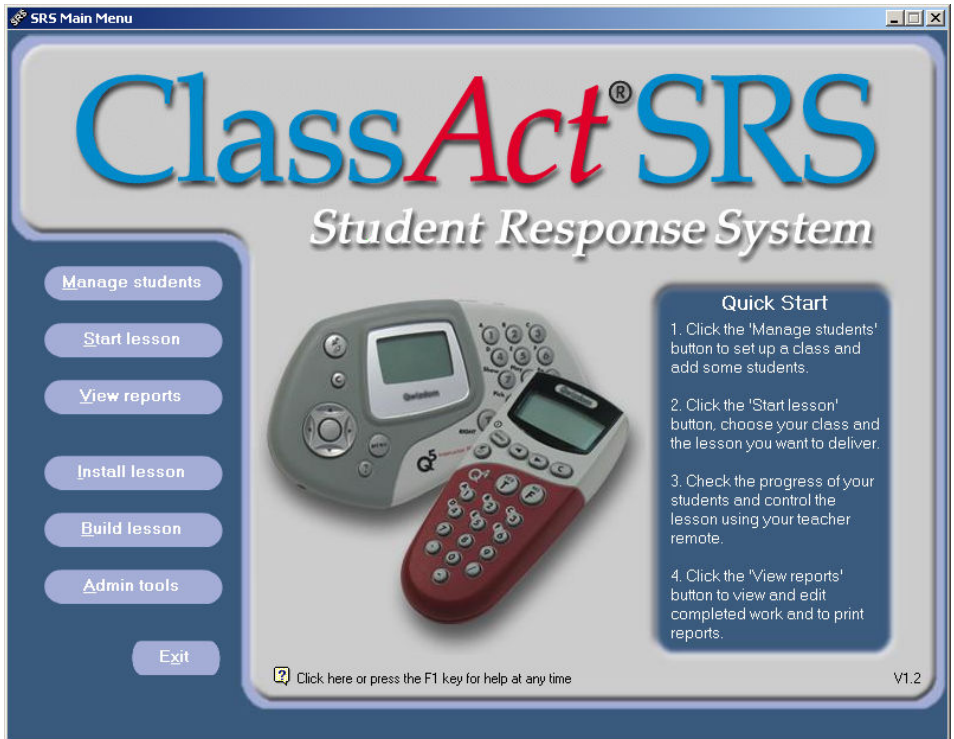 SRS Main Menu
ClassAct®SRS
Student Response System
Manage students
Start lesson
View reports
Install lesson
Build lesson
Admin tools
Exit
Quick Start
1. Click the 'Manage students'
button to set up a class and
add some students.
2. Click the 'Start lesson'
button, choose your class and
the lesson you want to deliver.
3. Check the progress of your
students and control the
lesson using your teacher
remote.
4. Click the 'View reports'
button to view and edit
completed work and to print
reports.
Qwizdom
MENU
RIGHT
Q5
Q4
Click here or press the F1 key for help at any time
V1.2